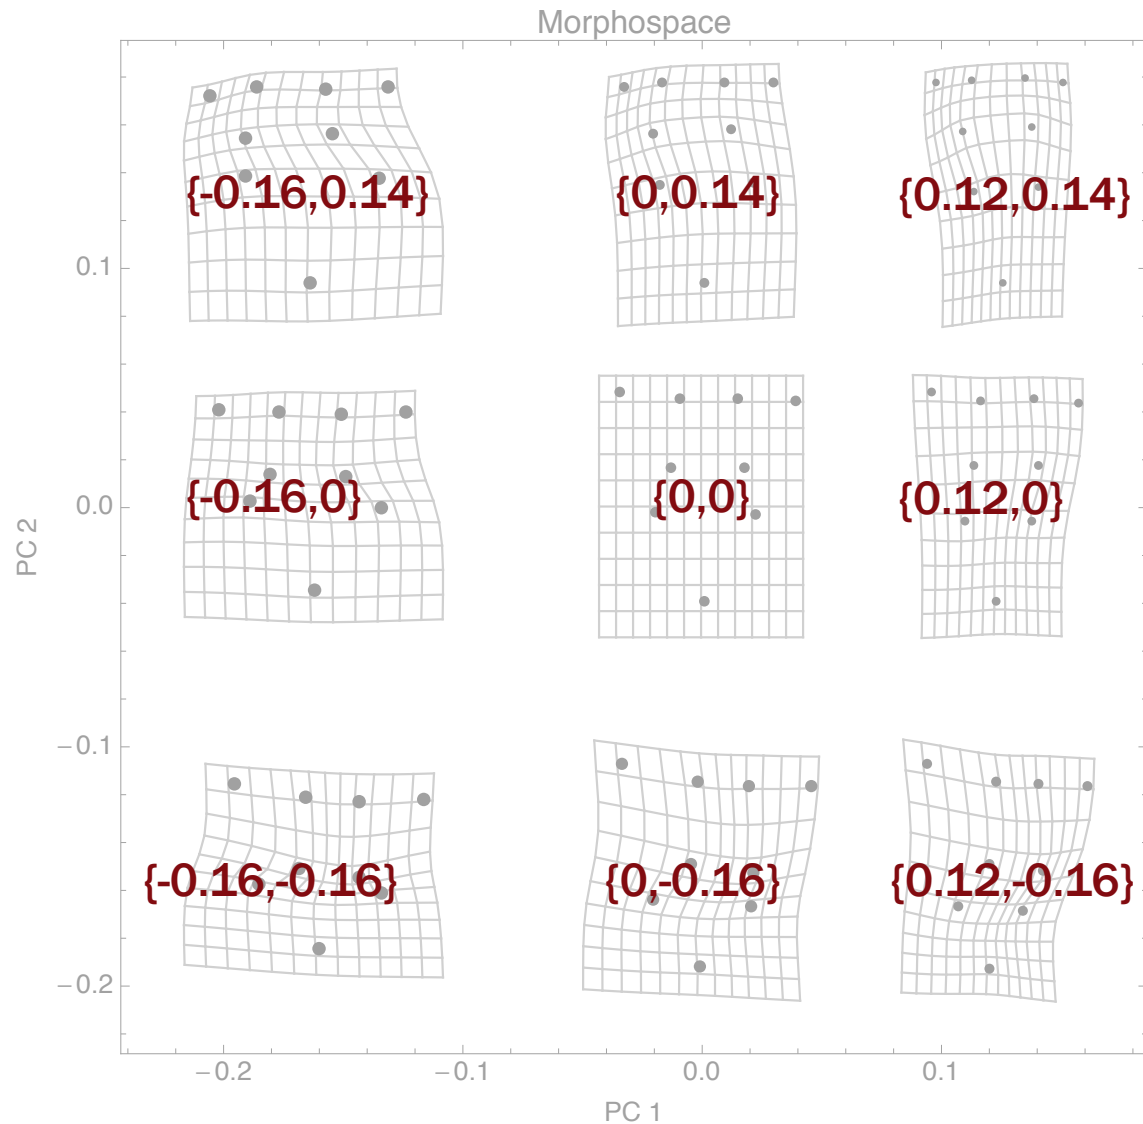 Morphospace
{-0.16,0.14} {0,0.14} {0.12,0.14}
0.1
{-0.16,0} {0,0} {0.12,0}
0.0
PC 2
−0.1
{-0.16,-0.16} {0,-0.16} {0.12,-0.16}
−0.2
−0.2 −0.1 0.0 0.1
PC 1